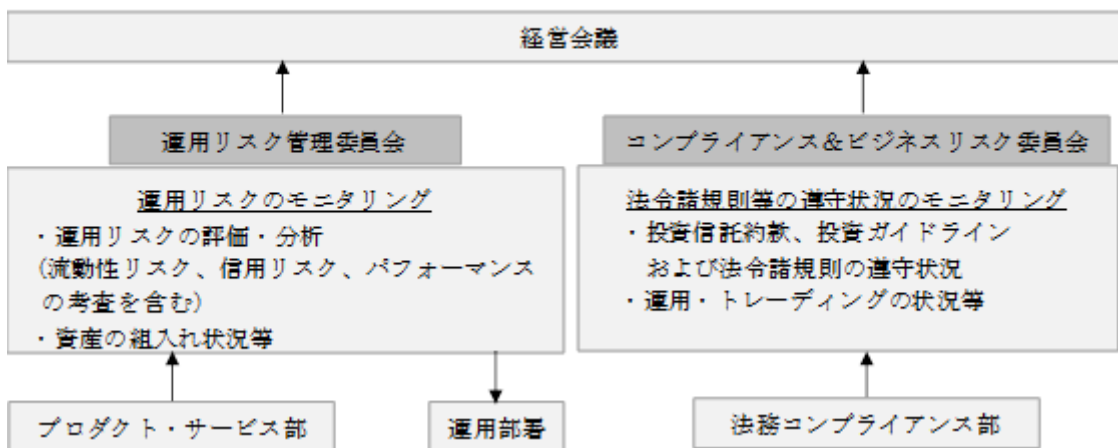 経営会議
運用リスク管理委員会
運用リスクのモニタリング
・運用リスクの評価・分析
(流動性リスク、信用リスク、パフォーマンス
の考査を含む)
・資産の組入れ状況等
コンプライアンス&ビジネスリスク委員会
法令諸規則等の遵守状況のモニタリング
・投資信託約款、投資ガイドライン
および法令諸規則の遵守状況
・運用・トレーディングの状況等
プロダクト・サービス部
運用部署
法務コンプライアンス部